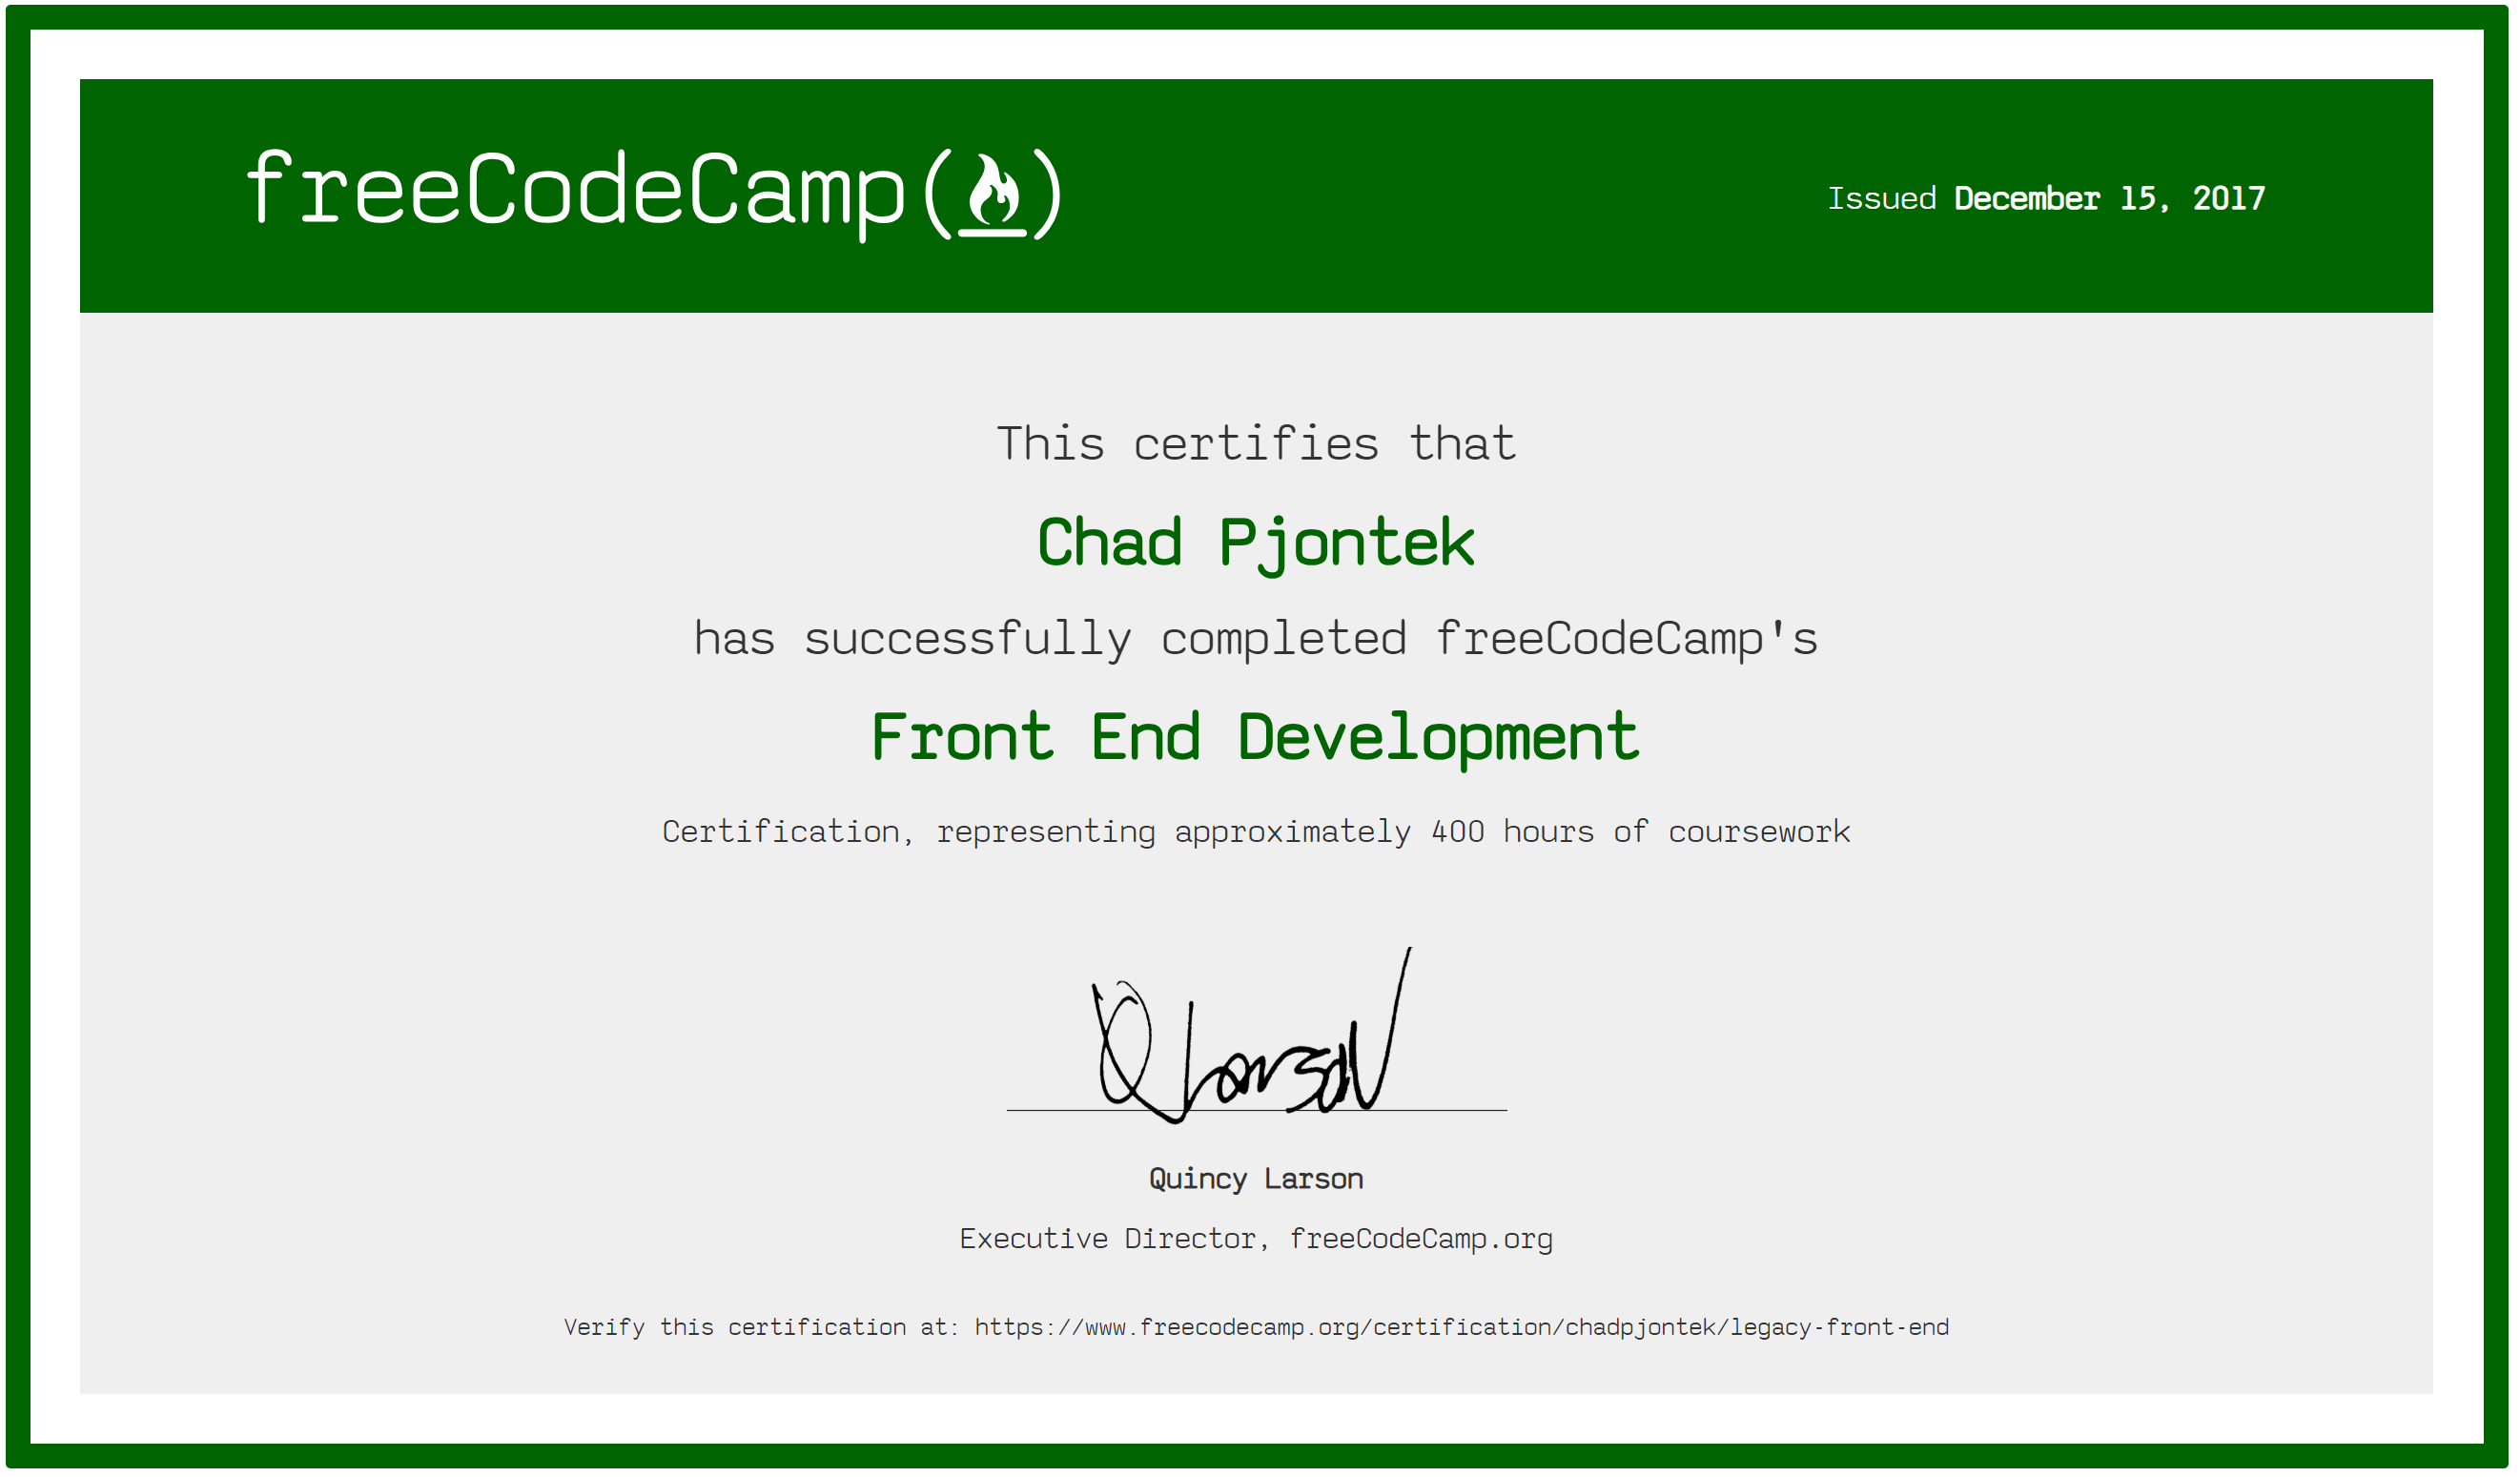 freeCodeCamp()
Issued December 15, 2017
This certifies that
Chad Pjontek
has successfully completed freeCodeCamp's
Front End Development
Certification, representing approximately 400 hours of coursework
Q Larson
Quincy Larson
Executive Director, freeCodeCamp.org
Verify this certification at: https://www.freecodecamp.org/certification/chadpjontek/legacy-front-end